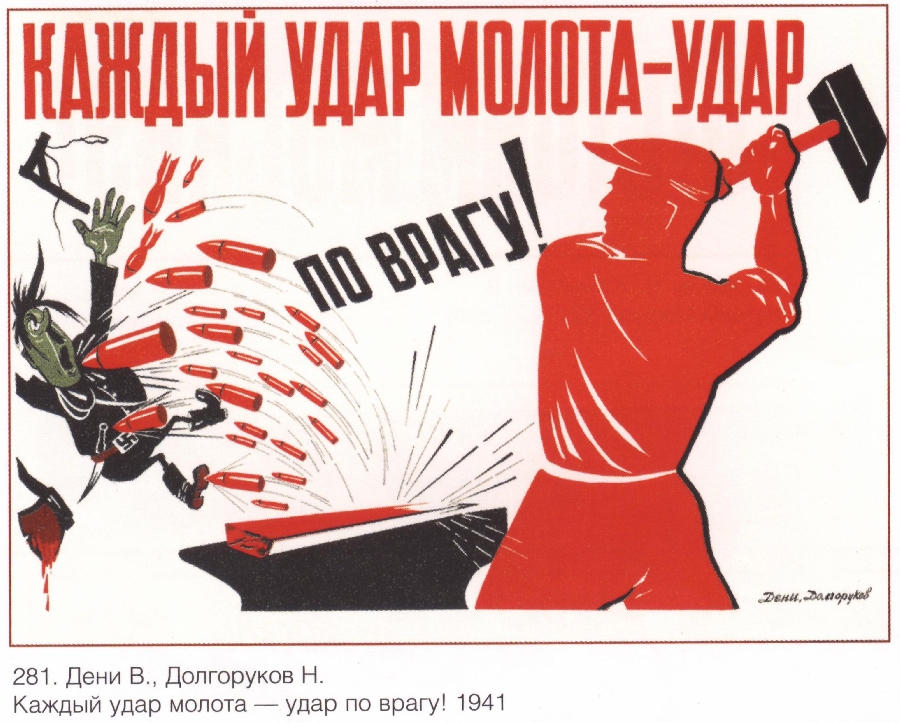 КАЖДЫЙ УДАР МОЛОТА–УДАР
ПО ВРАГУ!
Дени, Долгоруков
281. Дени В., Долгоруков Н.
Каждый удар молота — удар по врагу! 1941